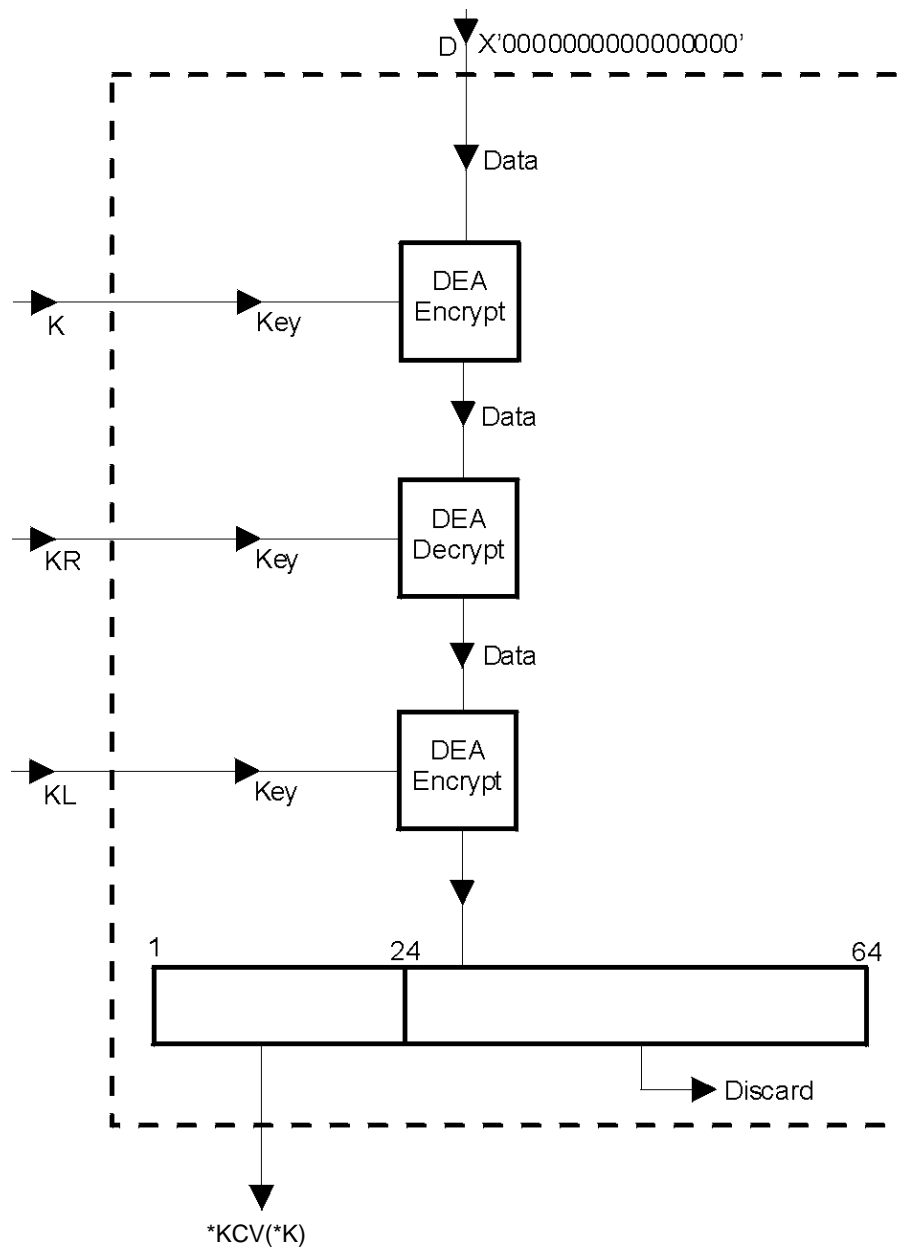 D X'0000000000000000'
Data
DEA
Encrypt
K Key
Data
DEA
Decrypt
KR Key
Data
DEA
Encrypt
KL Key
1 24 64
Discard
*KCV(*K)